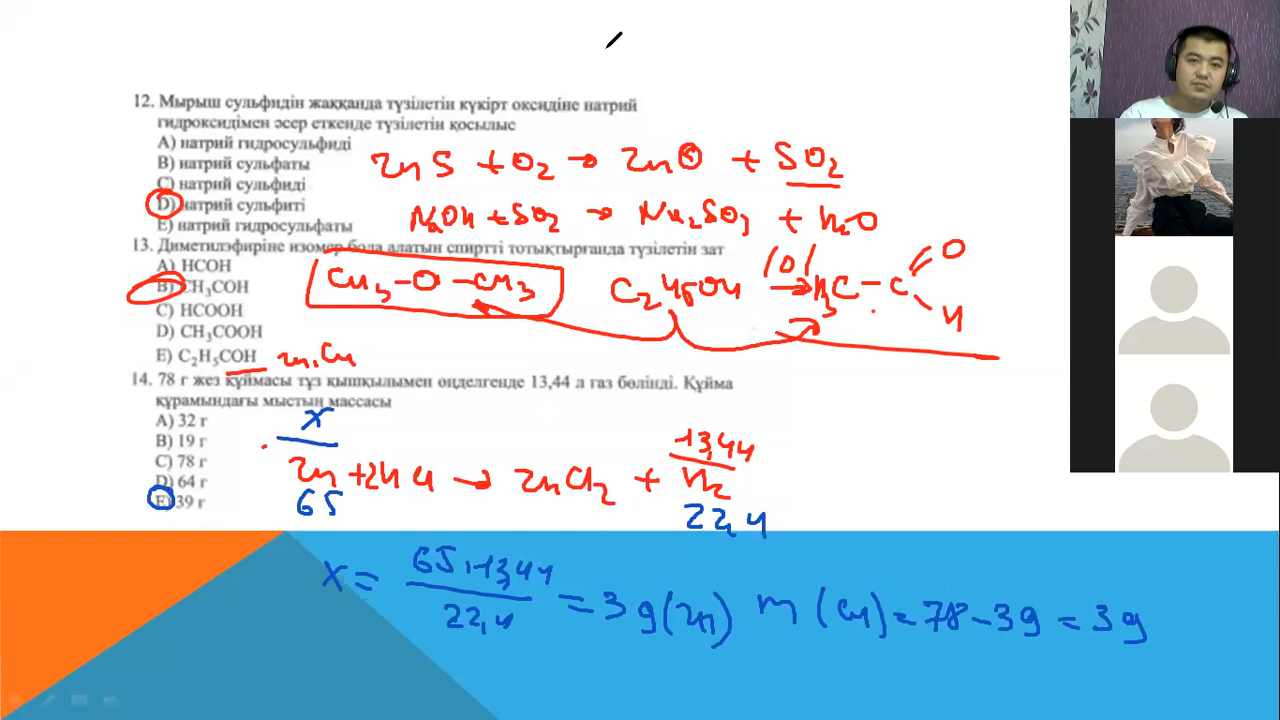 12. Мырыш сульфидін жаққанда түзілетін күкірт оксидіне натрий
гидроксидімен әсер еткенде түзілетін қосылыс
A) натрий гидросульфиді
B) натрий сульфаты
C) натрий сульфиді
D) натрий сульфиті
E) натрий гидросульфаты
ZnS + O2 → ZnO + SO2
NaOH + SO2 → Na2SO3 + H2O
13. Диметилэфиріне изомер бола алатын спиртті тотықтырғанда түзілетін зат
A) HCOH
B) CH3COH
C) HCOOH
D) CH3COOH
E) C2H5COH
CH3-O-CH3
C2H5OH [O] → H3C-C O H
Zn, Cu
14. 78 г жез құймасы тұз қышқылымен өңделгенде 13,44 л газ бөлінді. Құйма
құрамындағы мыстың массасы
A) 32 г
B) 19 г
C) 78 г
D) 64 г
E) 39 г
x 13,44
Zn + 2HCl → ZnCl2 + H2
65 22,4
x = 65·13,44 / 22,4 = 39 (Zn) m (Cu) = 78 - 39 = 39